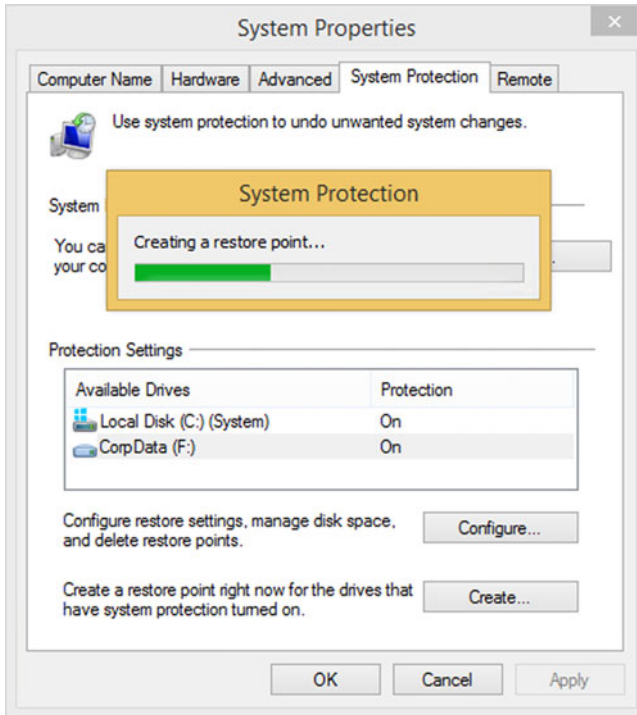 System Properties
Computer Name Hardware Advanced System Protection Remote
Use system protection to undo unwanted system changes.
System Protection
System
Creating a restore point...
You
your
Protection Settings
Available Drives Protection
Local Disk (C:) (System) On
CorpData (F:) On
Configure restore settings, manage disk space,
and delete restore points.
Configure...
Create a restore point right now for the drives that
have system protection turned on.
Create...
OK Cancel Apply